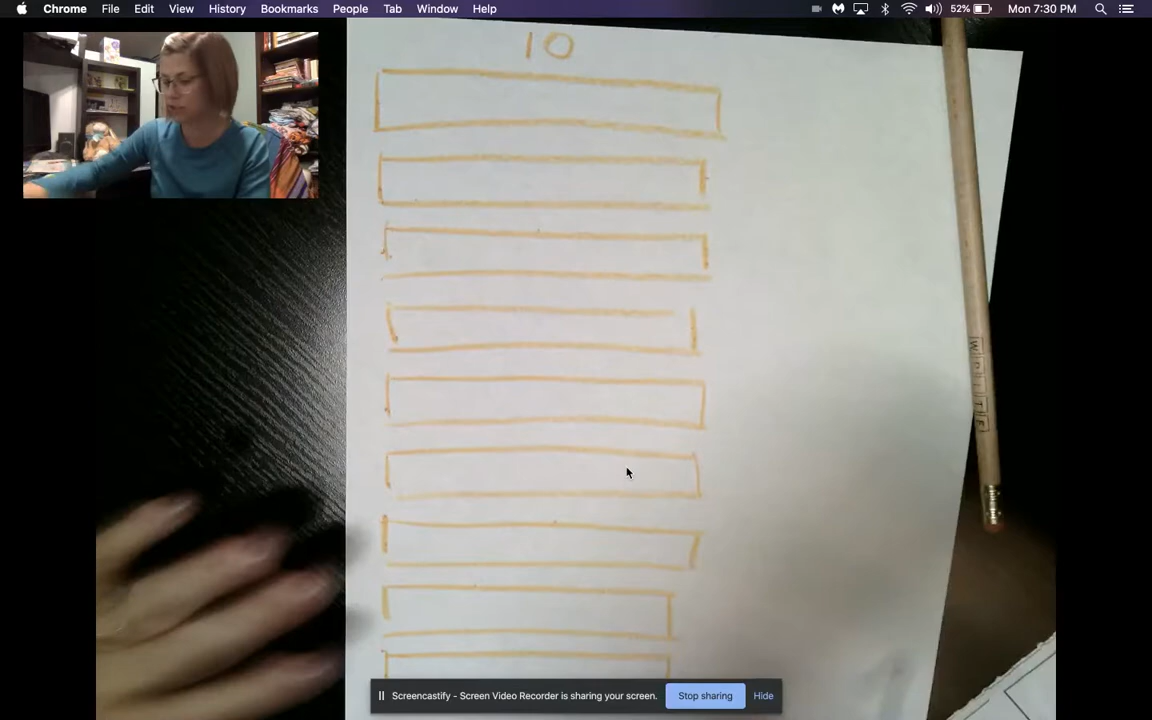 Chrome File Edit View History Bookmarks People Tab Window Help 52% Mon 7:30 PM
10
WRITE
Screencastify - Screen Video Recorder is sharing your screen. Stop sharing Hide